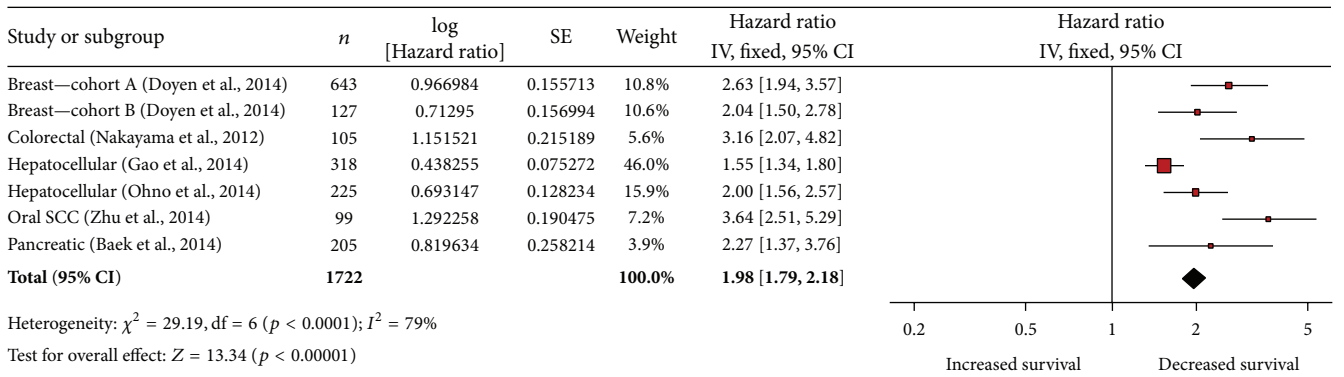 Study or subgroup n log [Hazard ratio] SE Weight Hazard ratio IV, fixed, 95% CI Hazard ratio IV, fixed, 95% CI
Breast—cohort A (Doyen et al., 2014) 643 0.966984 0.155713 10.8% 2.63 [1.94, 3.57]
Breast—cohort B (Doyen et al., 2014) 127 0.71295 0.156994 10.6% 2.04 [1.50, 2.78]
Colorectal (Nakayama et al., 2012) 105 1.151521 0.215189 5.6% 3.16 [2.07, 4.82]
Hepatocellular (Gao et al., 2014) 318 0.438255 0.075272 46.0% 1.55 [1.34, 1.80]
Hepatocellular (Ohno et al., 2014) 225 0.693147 0.128234 15.9% 2.00 [1.56, 2.57]
Oral SCC (Zhu et al., 2014) 99 1.292258 0.190475 7.2% 3.64 [2.51, 5.29]
Pancreatic (Baek et al., 2014) 205 0.819634 0.258214 3.9% 2.27 [1.37, 3.76]
Total (95% CI) 1722 100.0% 1.98 [1.79, 2.18]
Heterogeneity: χ² = 29.19, df = 6 (p < 0.0001); I² = 79%
Test for overall effect: Z = 13.34 (p < 0.00001)
0.2 0.5 1 2 5
Increased survival Decreased survival